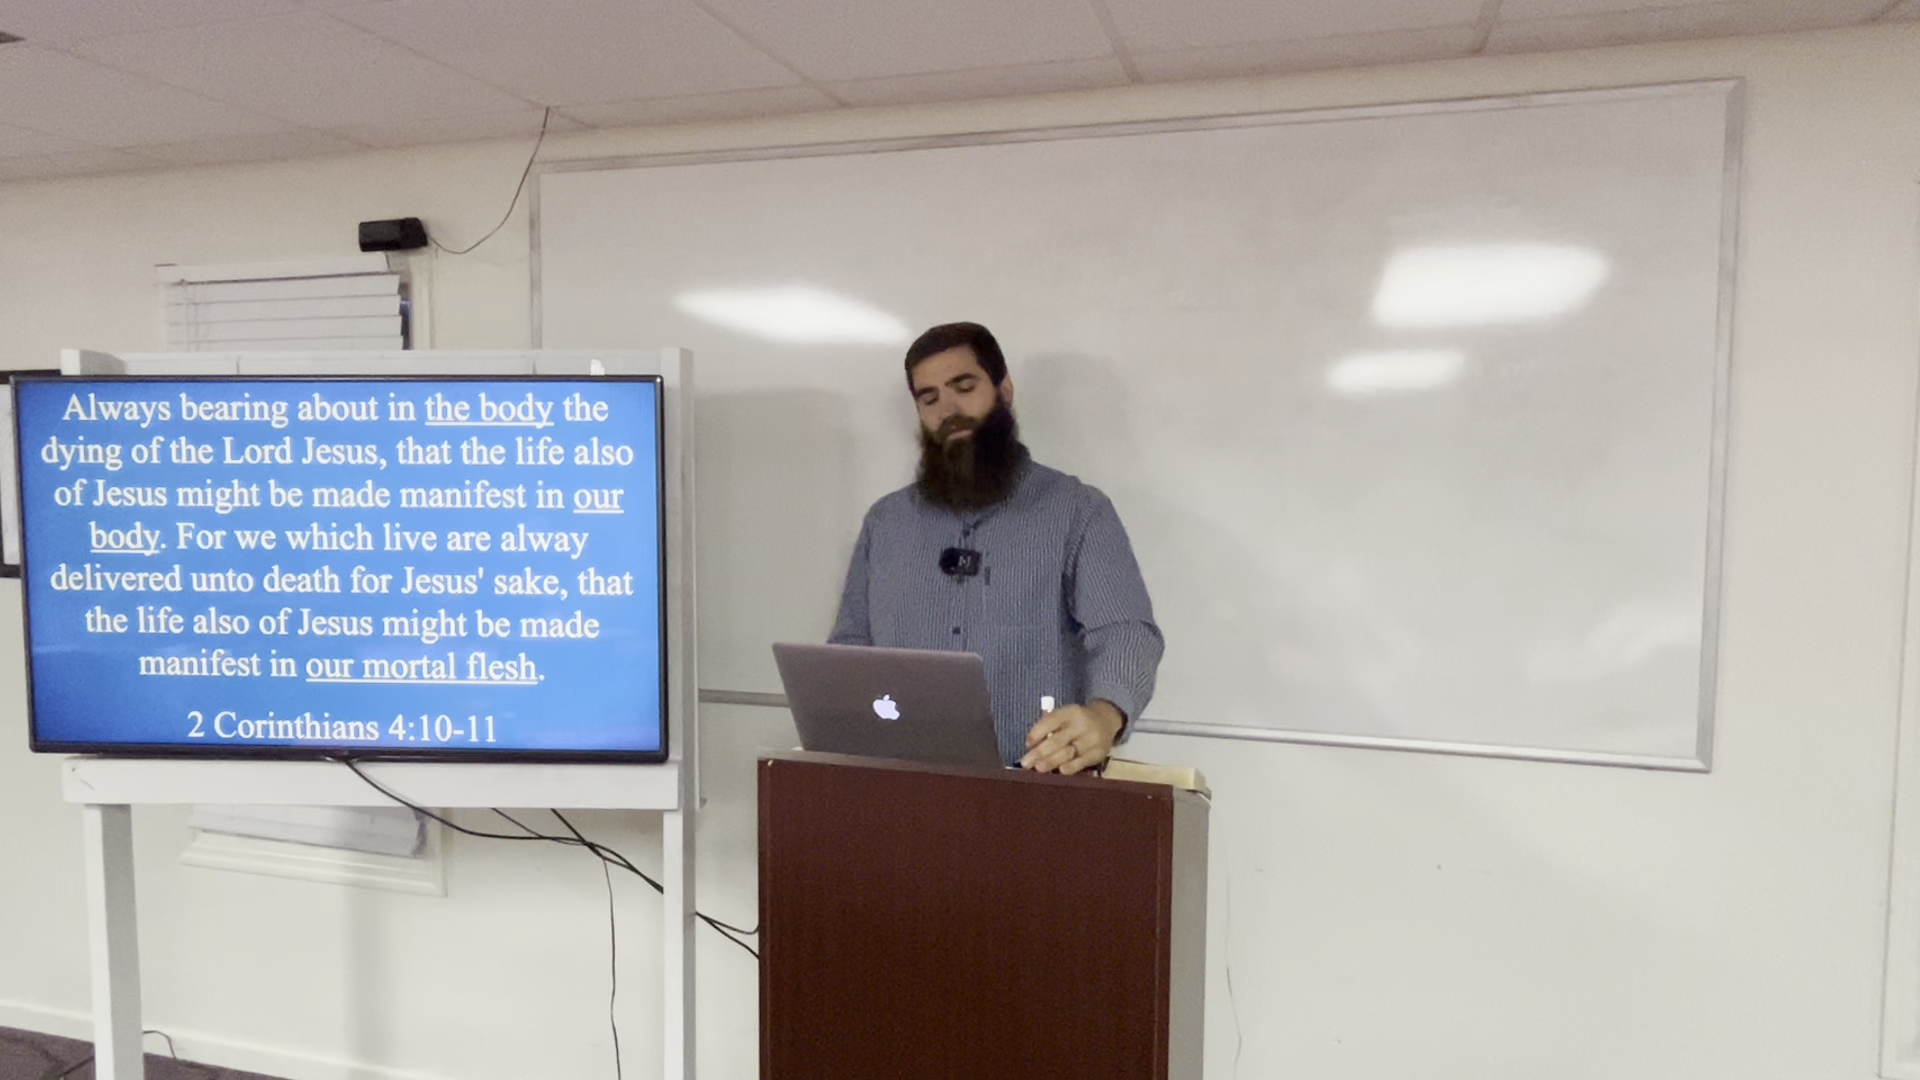 Always bearing about in the body the
dying of the Lord Jesus, that the life also
of Jesus might be made manifest in our
body. For we which live are alway
delivered unto death for Jesus' sake, that
the life also of Jesus might be made
manifest in our mortal flesh.
2 Corinthians 4:10-11